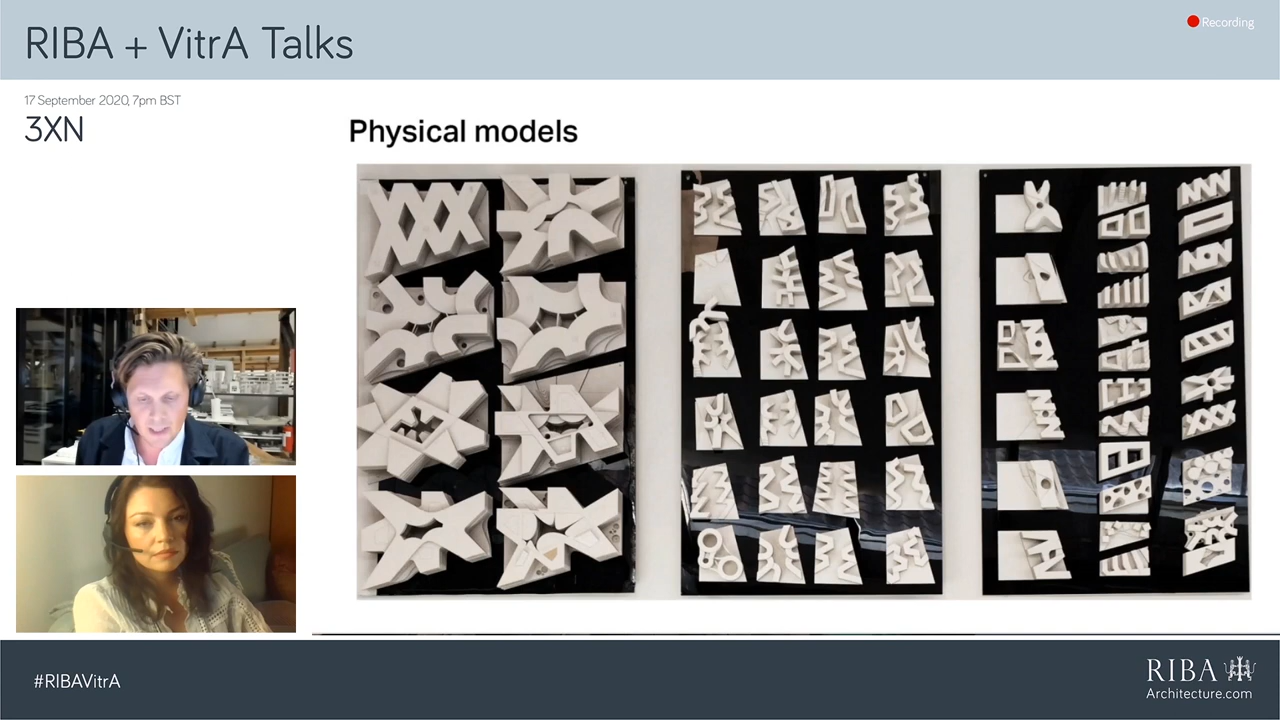 RIBA + VitrA Talks
Recording
17 September 2020, 7pm BST
3XN
Physical models
#RIBAVitrA
RIBA
Architecture.com